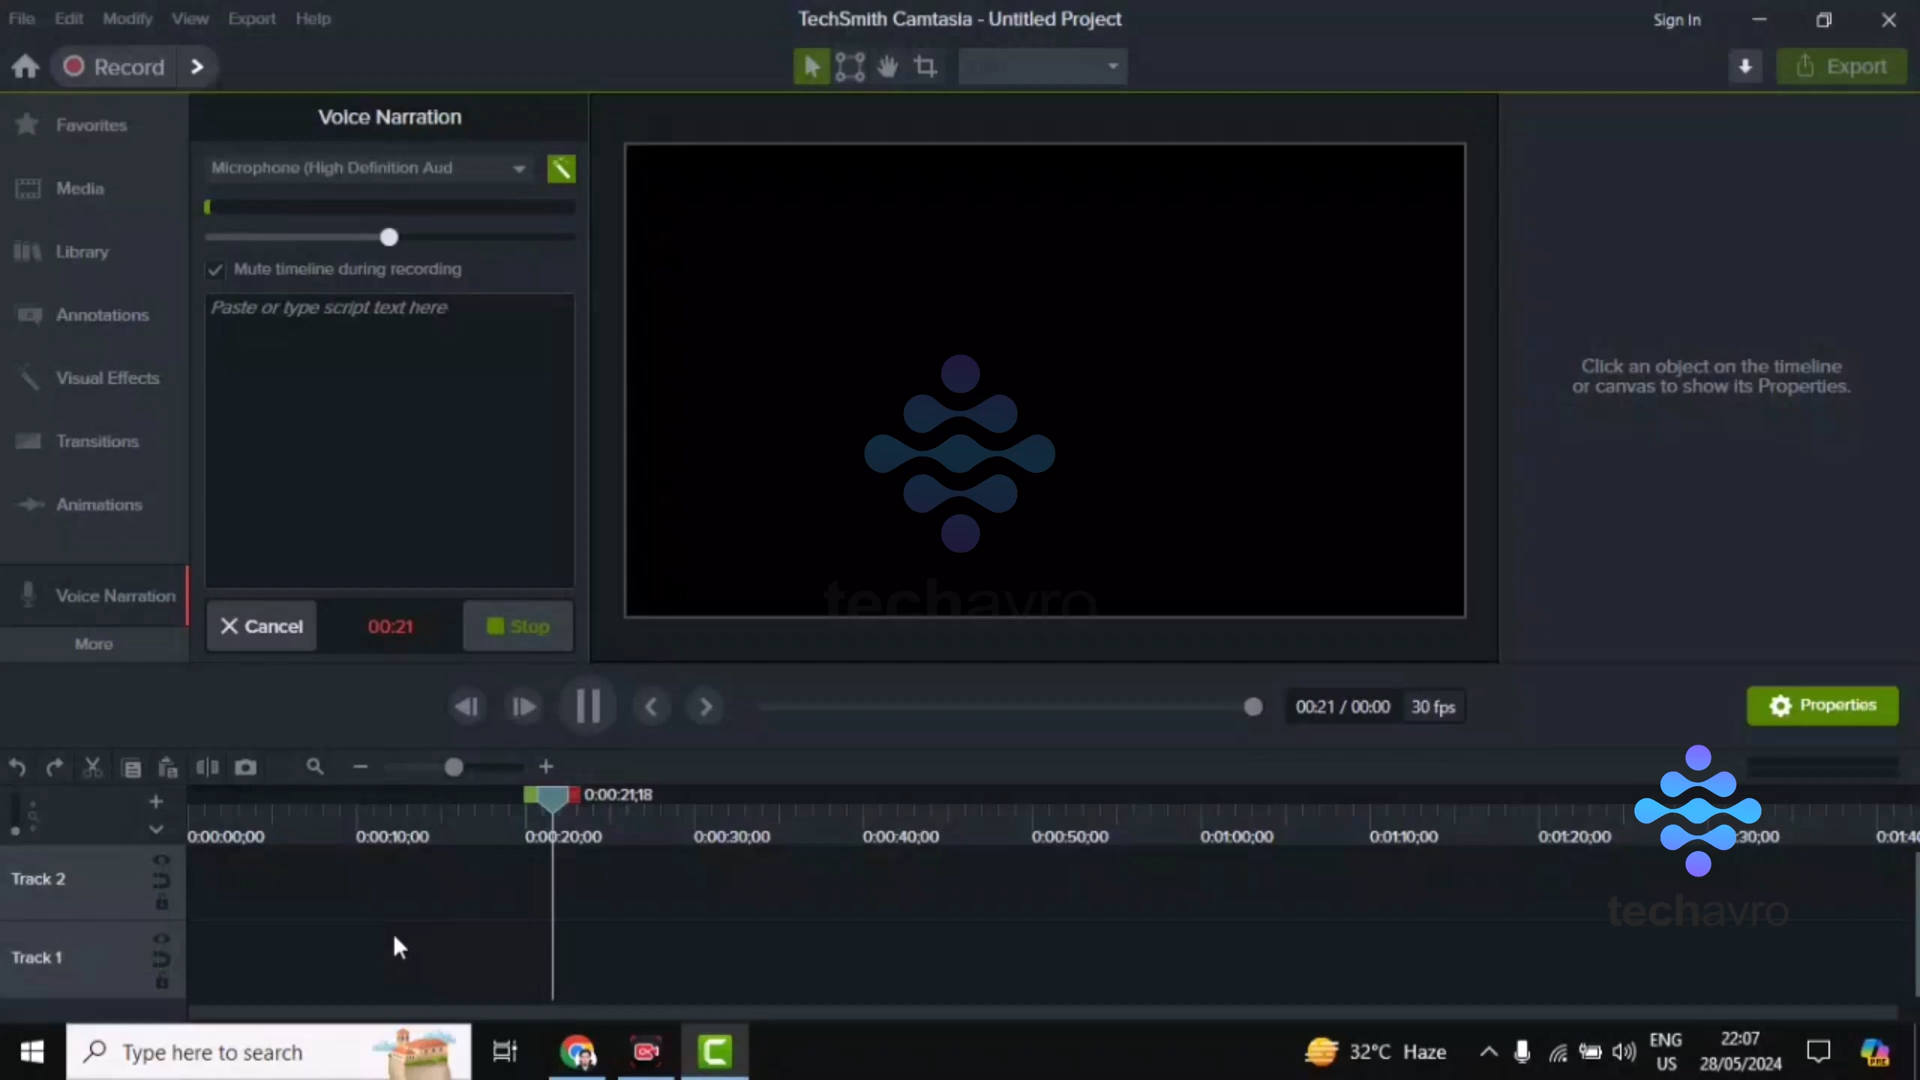 File Edit Modify View Export Help
TechSmith Camtasia - Untitled Project
Sign In
Record
Export
Favorites
Media
Library
Annotations
Visual Effects
Transitions
Animations
Voice Narration
More
Voice Narration
Microphone (High Definition Aud
Mute timeline during recording
Paste or type script text here
Cancel 00:21 Stop
techavro
Click an object on the timeline
or canvas to show its Properties.
00:21 / 00:00 30 fps
Properties
0:00:21;18
0:00:00;00 0:00:10;00 0:00:20;00 0:00:30;00 0:00:40;00 0:00:50;00 0:01:00;00 0:01:10;00 0:01:20;00 :30;00 0:01:40
Track 2
Track 1
techavro
Type here to search
32°C Haze
ENG
US
22:07
28/05/2024